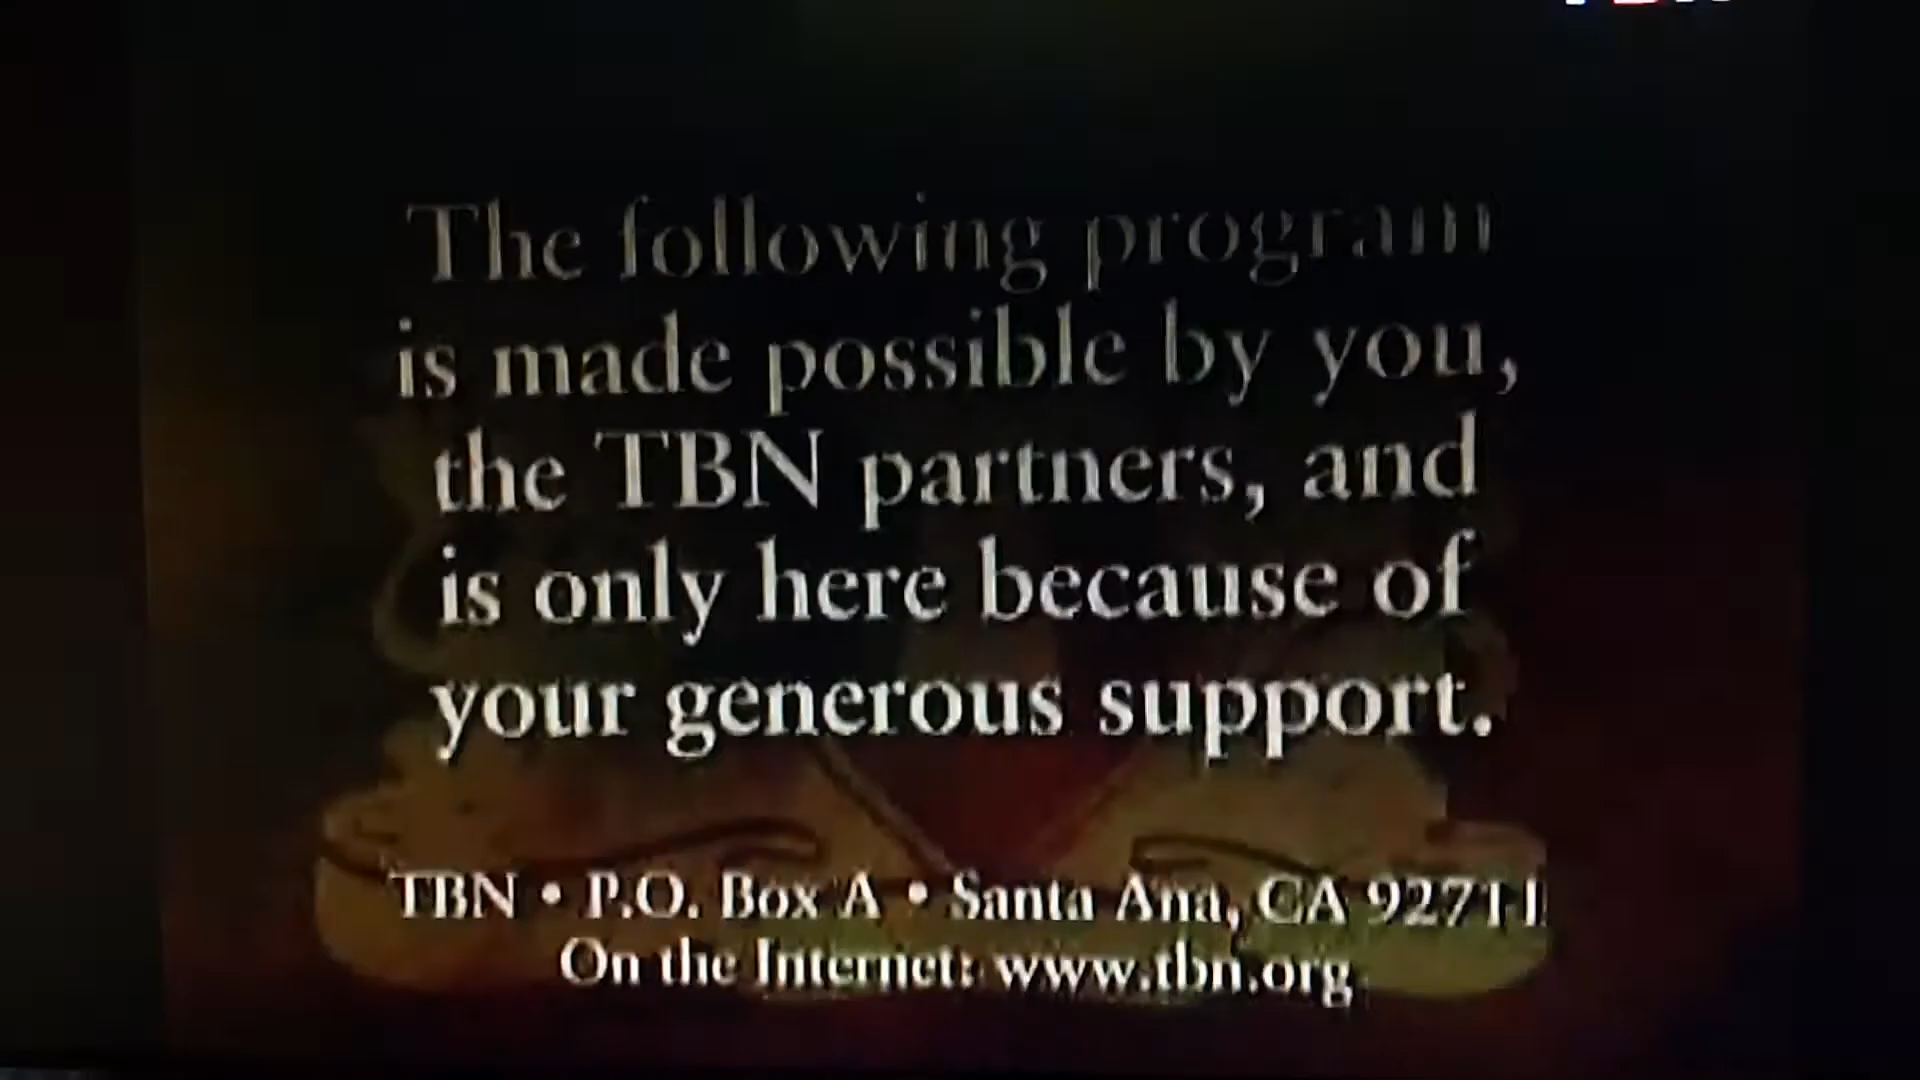 The following program
is made possible by you,
the TBN partners, and
is only here because of
your generous support.
TBN • P.O. Box A • Santa Ana, CA 92711
On the Internet: www.tbn.org